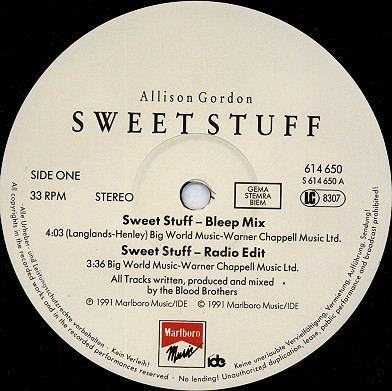 Allison Gordon
SWEET STUFF
SIDE ONE
33 RPM STEREO
GEMA
STEMRA
BIEM
614 650
S 614 650 A
LC 8307
Sweet Stuff – Bleep Mix
4:03 (Langlands-Henley) Big World Music-Warner Chappell Music Ltd.
Sweet Stuff – Radio Edit
3:36 Big World Music-Warner Chappell Music Ltd.
All Tracks written, produced and mixed
by the Blood Brothers
℗ 1991 Marlboro Music/IDE © 1991 Marlboro Music/IDE
Marlboro
Music
ide
-Alle Urheber- und Leistungsschutzrechte vorbehalten - Kein Verleih! Keine unerlaubte Vervielfältigung, Vermietung, Aufführung, Sendung!
All copyrights in the recorded works and in the recorded performances reserved - No lending! Unauthorized duplication, lease, public performance and broadcast prohibited!